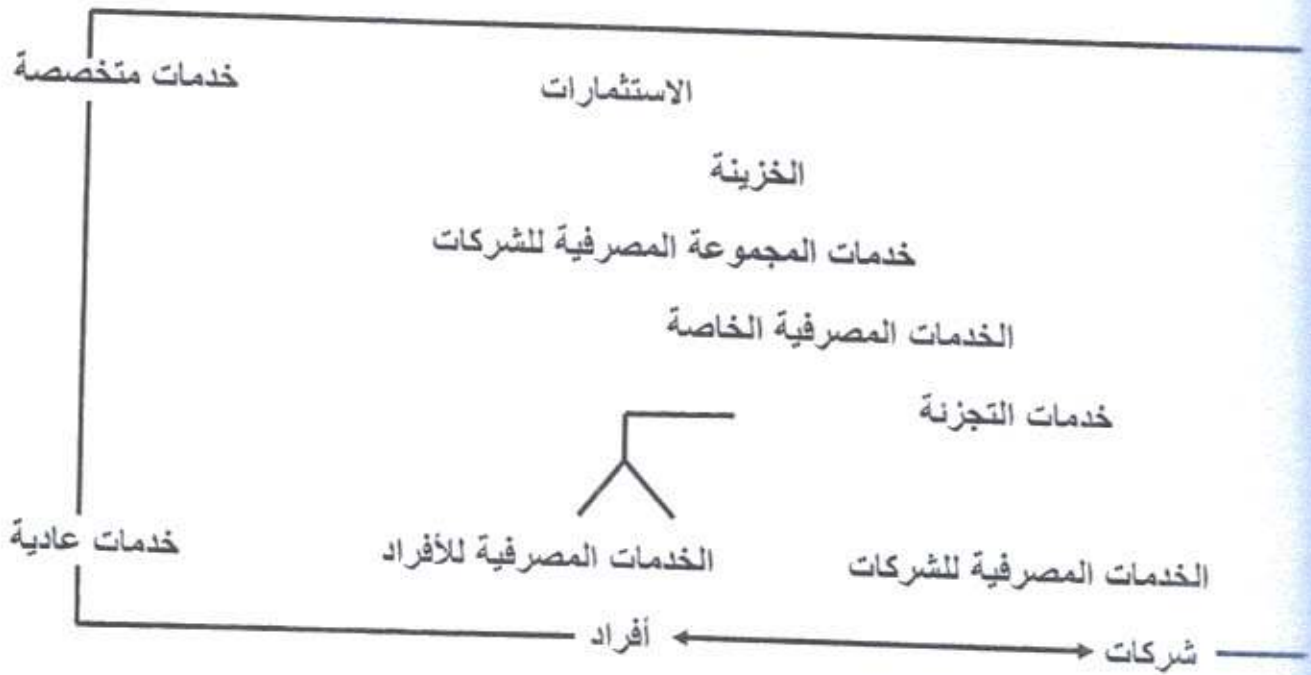 خدمات متخصصة
الاستثمارات
الخزينة
خدمات المجموعة المصرفية للشركات
الخدمات المصرفية الخاصة
خدمات التجزئة
خدمات عادية
الخدمات المصرفية للأفراد
الخدمات المصرفية للشركات
أفراد
شركات